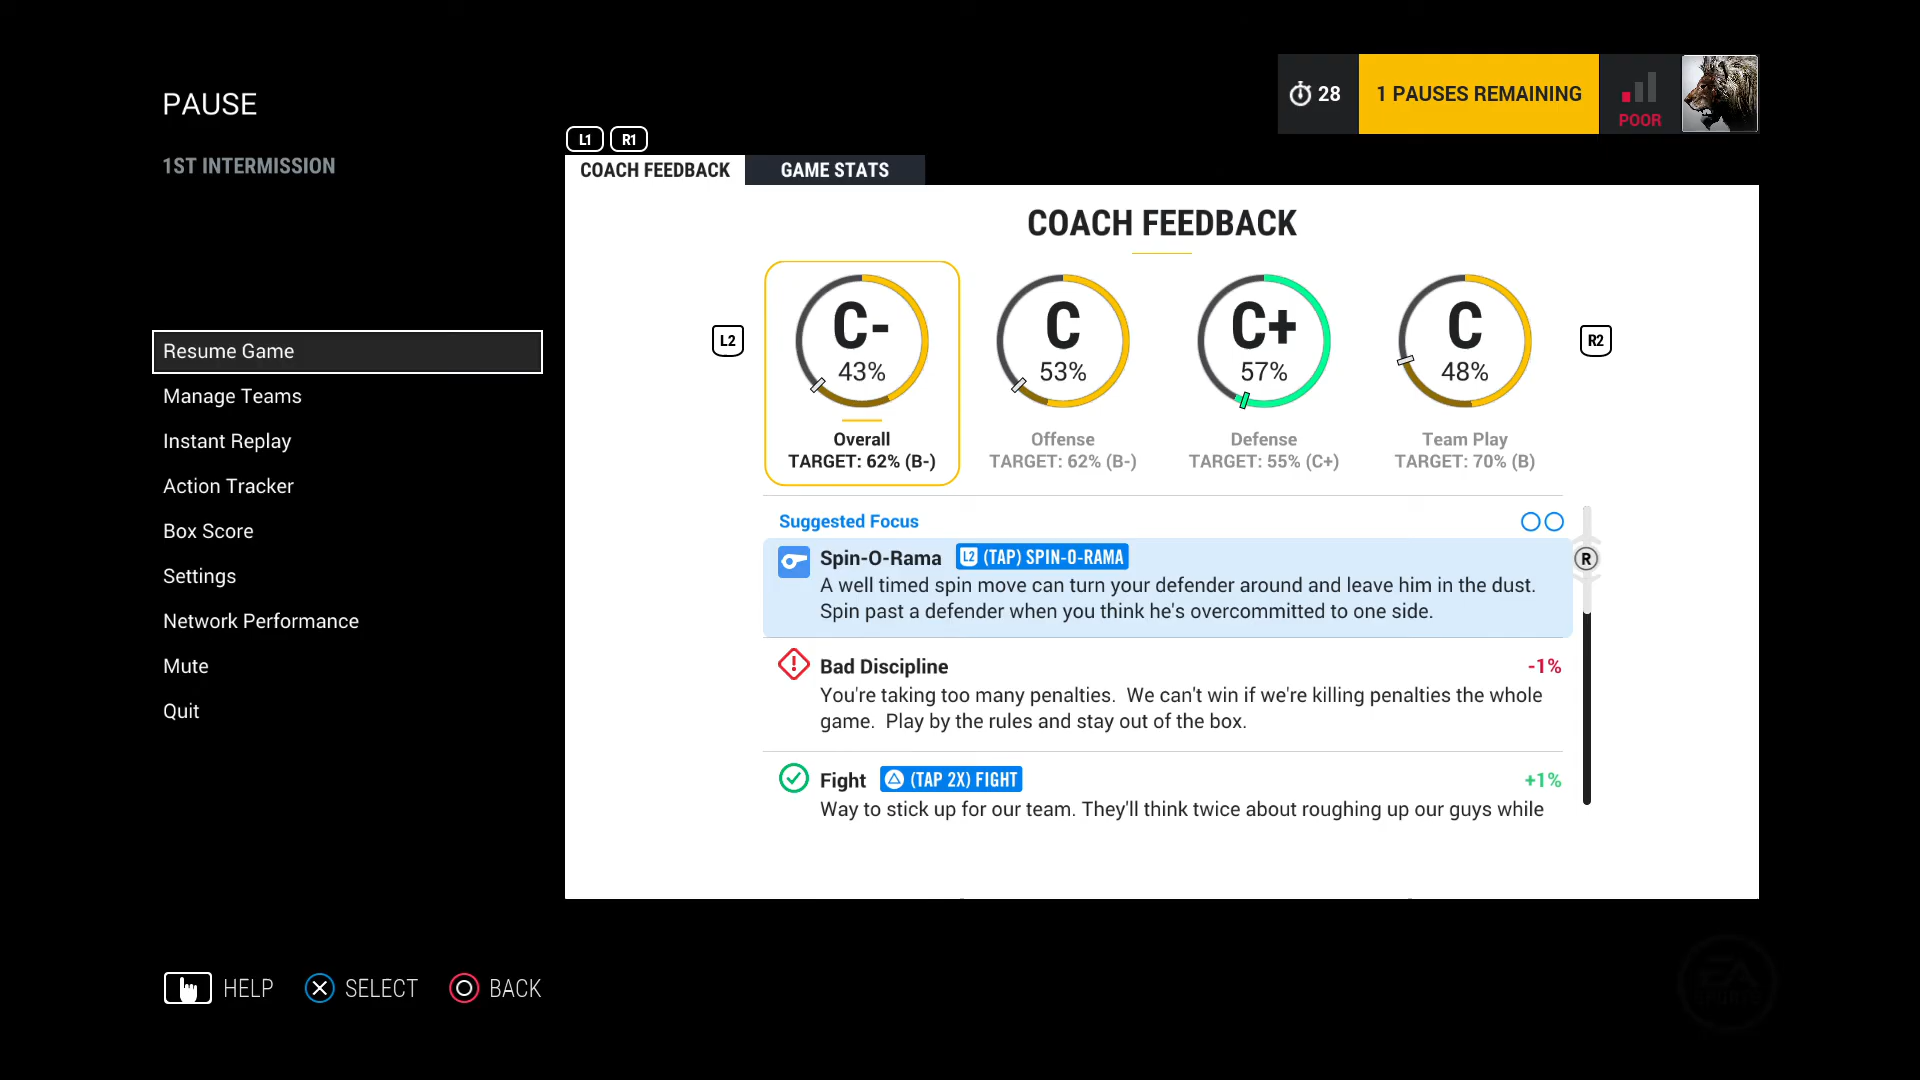 PAUSE
1ST INTERMISSION
28
1 PAUSES REMAINING
POOR
L1
R1
COACH FEEDBACK
GAME STATS
COACH FEEDBACK
L2
C-
43%
Overall
TARGET: 62% (B-)
C
53%
Offense
TARGET: 62% (B-)
C+
57%
Defense
TARGET: 55% (C+)
C
48%
Team Play
TARGET: 70% (B)
R2
Resume Game
Manage Teams
Instant Replay
Action Tracker
Box Score
Settings
Network Performance
Mute
Quit
Suggested Focus
Spin-O-Rama L2 (TAP) SPIN-O-RAMA
A well timed spin move can turn your defender around and leave him in the dust.
Spin past a defender when you think he's overcommitted to one side.
R
Bad Discipline -1%
You're taking too many penalties.  We can't win if we're killing penalties the whole
game.  Play by the rules and stay out of the box.
Fight (TAP 2X) FIGHT +1%
Way to stick up for our team. They'll think twice about roughing up our guys while
HELP
SELECT
BACK
EA
SPORTS